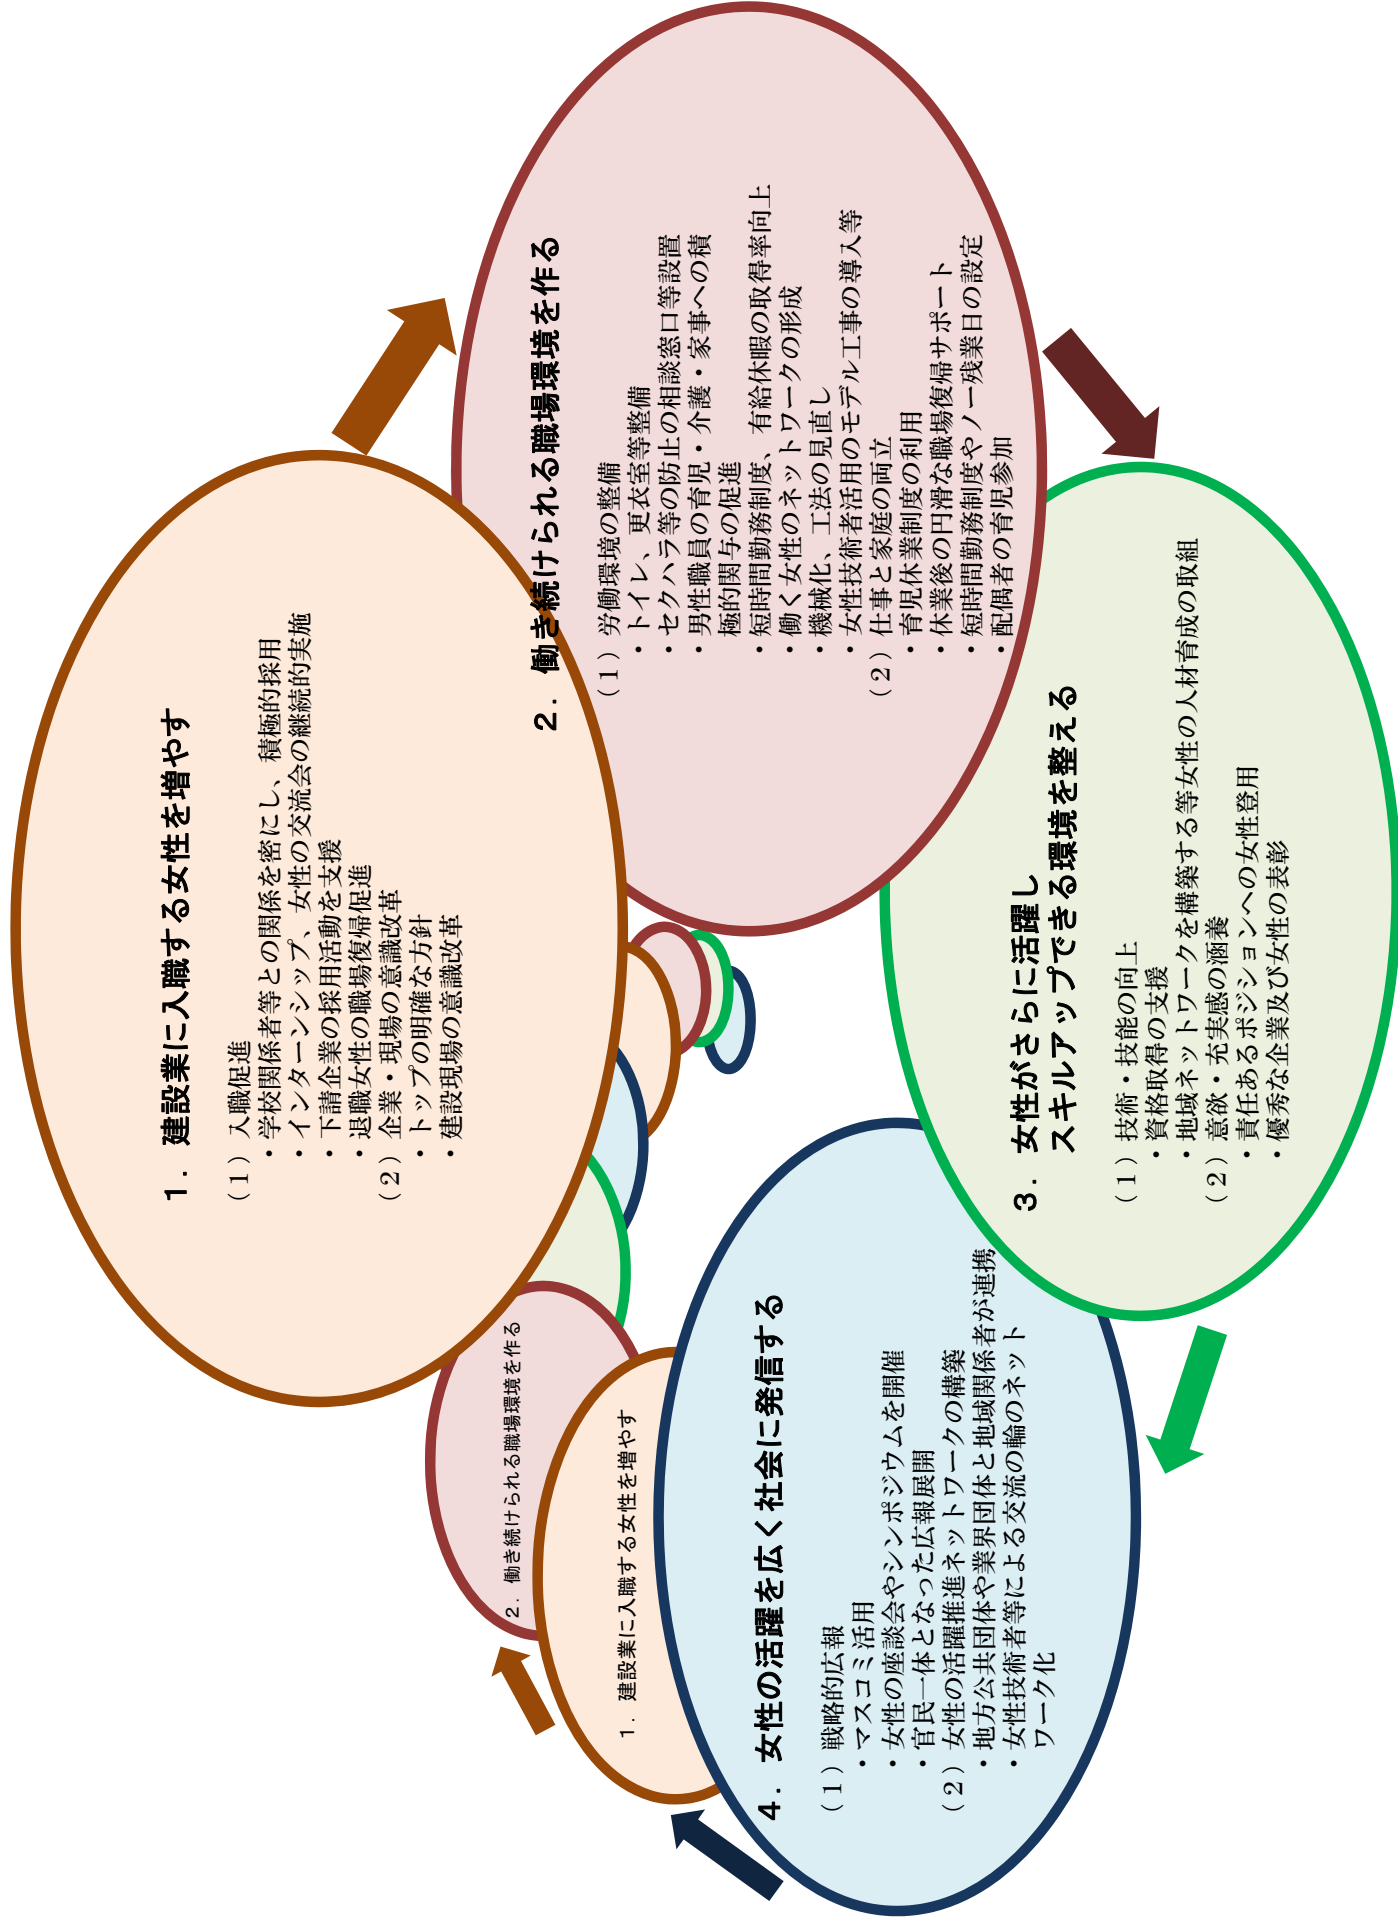 1．建設業に入職する女性を増やす
（1）入職促進
・学校関係者等との関係を密にし、積極的採用
・インターンシップ、女性の交流会の継続的実施
・下請企業の採用活動を支援
・退職女性の職場復帰促進
（2）企業・現場の意識改革
・トップの明確な方針
・建設現場の意識改革
2．働き続けられる職場環境を作る
（1）労働環境の整備
・トイレ、更衣室等整備
・セクハラ等の防止の相談窓口等設置
・男性職員の育児・介護・家事への積
極的関与の促進
・短時間勤務制度、有給休暇の取得率向上
・働く女性のネットワークの形成
・機械化、工法の見直し
・女性技術者活用のモデル工事の導入等
（2）仕事と家庭の両立
・育児休業制度の利用
・休業後の円滑な職場復帰サポート
・短時間勤務制度やノー残業日の設定
・配偶者の育児参加
3．女性がさらに活躍し
スキルアップできる環境を整える
（1）技術・技能の向上
・資格取得の支援
・地域ネットワークを構築する等女性の人材育成の取組
（2）意欲・充実感の涵養
・責任あるポジションへの女性登用
・優秀な企業及び女性の表彰
4．女性の活躍を広く社会に発信する
（1）戦略的広報
・マスコミ活用
・女性の座談会やシンポジウムを開催
・官民一体となった広報展開
（2）女性の活躍推進ネットワークの構築
・地方公共団体や業界団体と地域関係者が連携
・女性技術者等による交流の輪のネット
ワーク化
1．建設業に入職する女性を増やす
2．働き続けられる職場環境を作る